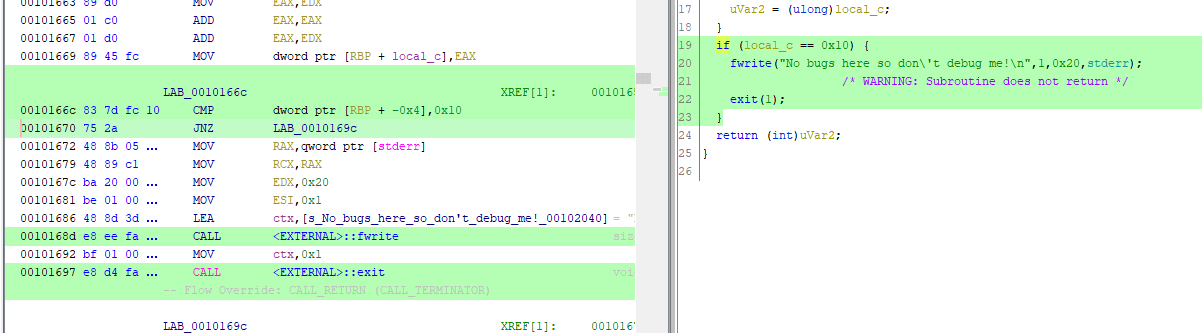 00101663 89 d0 MOV EAX,EDX
00101665 01 c0 ADD EAX,EAX
00101667 01 d0 ADD EAX,EDX
00101669 89 45 fc MOV dword ptr [RBP + local_c],EAX
LAB_0010166c XREF[1]: 0010165
0010166c 83 7d fc 10 CMP dword ptr [RBP + -0x4],0x10
00101670 75 2a JNZ LAB_0010169c
00101672 48 8b 05 ... MOV RAX,qword ptr [stderr]
00101679 48 89 c1 MOV RCX,RAX
0010167c ba 20 00 ... MOV EDX,0x20
00101681 be 01 00 ... MOV ESI,0x1
00101686 48 8d 3d ... LEA ctx,[s_No_bugs_here_so_don't_debug_me!_00102040] = "
0010168d e8 ee fa ... CALL <EXTERNAL>::fwrite siz
00101692 bf 01 00 ... MOV ctx,0x1
00101697 e8 d4 fa ... CALL <EXTERNAL>::exit voi
-- Flow Override: CALL_RETURN (CALL_TERMINATOR)
LAB_0010169c XREF[1]: 0010167
17 uVar2 = (ulong)local_c;
18 }
19 if (local_c == 0x10) {
20 fwrite("No bugs here so don\'t debug me!\n",1,0x20,stderr);
21 /* WARNING: Subroutine does not return */
22 exit(1);
23 }
24 return (int)uVar2;
25 }
26